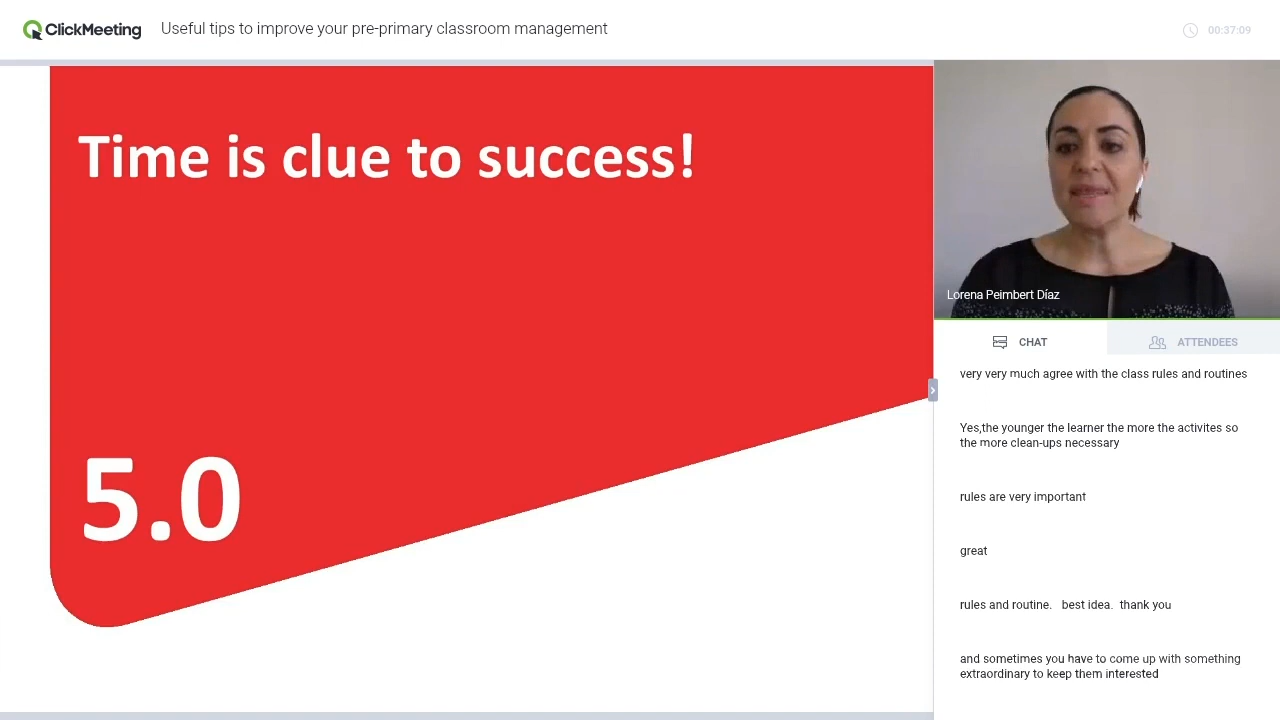 ClickMeeting
Useful tips to improve your pre-primary classroom management
00:37:09
Time is clue to success!
5.0
Lorena Peimbert Díaz
CHAT
ATTENDEES
very very much agree with the class rules and routines
Yes,the younger the learner the more the activites so
the more clean-ups necessary
rules are very important
great
rules and routine. best idea. thank you
and sometimes you have to come up with something
extraordinary to keep them interested